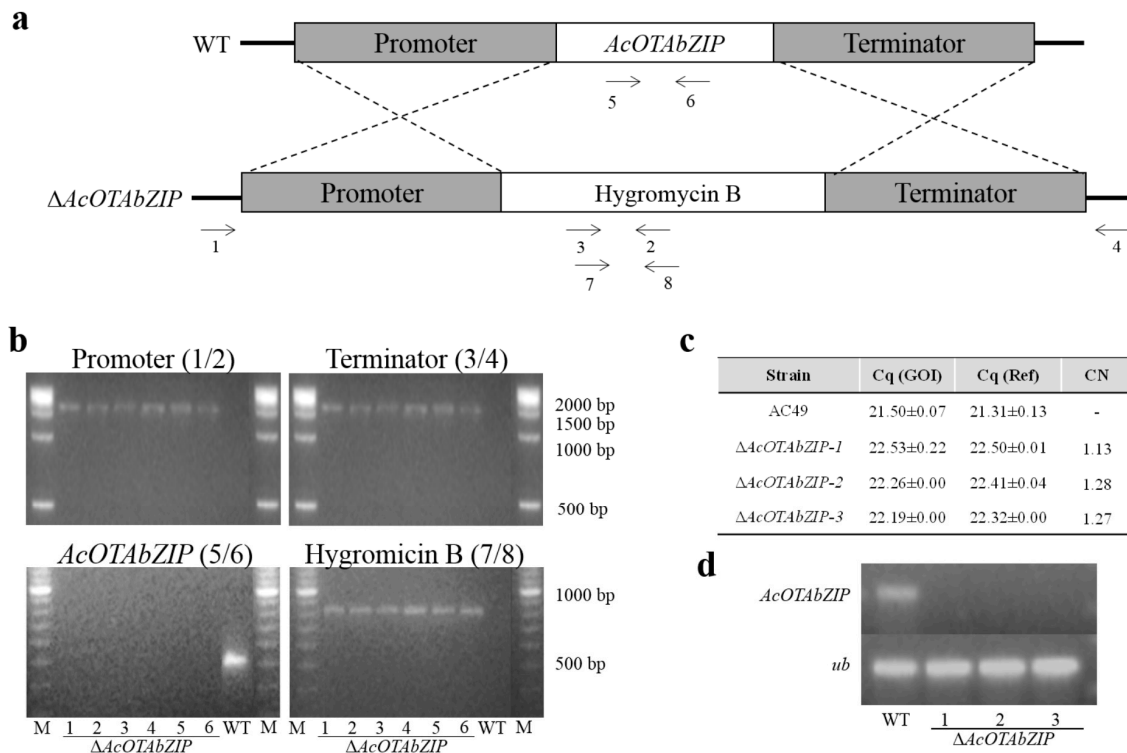 a
WT Promoter AcOTAbZIP Terminator
5 6
ΔAcOTAbZIP Promoter Hygromycin B Terminator
1 3 2 4
7 8
b
Promoter (1/2) Terminator (3/4)
2000 bp
1500 bp
1000 bp
500 bp
AcOTAbZIP (5/6) Hygromicin B (7/8)
1000 bp
500 bp
M 1 2 3 4 5 6 WT M 1 2 3 4 5 6 WT M
ΔAcOTAbZIP ΔAcOTAbZIP
c
Strain Cq (GOI) Cq (Ref) CN
AC49 21.50±0.07 21.31±0.13 -
ΔAcOTAbZIP-1 22.53±0.22 22.50±0.01 1.13
ΔAcOTAbZIP-2 22.26±0.00 22.41±0.04 1.28
ΔAcOTAbZIP-3 22.19±0.00 22.32±0.00 1.27
d
AcOTAbZIP
ub
WT 1 2 3
ΔAcOTAbZIP